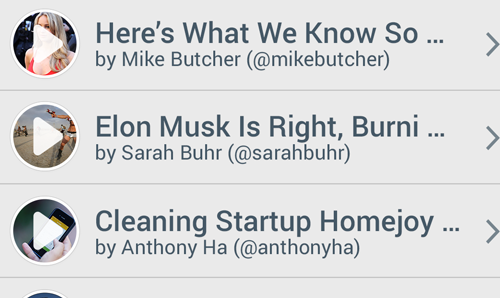 Here's What We Know So ...
by Mike Butcher (@mikebutcher)
Elon Musk Is Right, Burni ...
by Sarah Buhr (@sarahbuhr)
Cleaning Startup Homejoy ...
by Anthony Ha (@anthonyha)